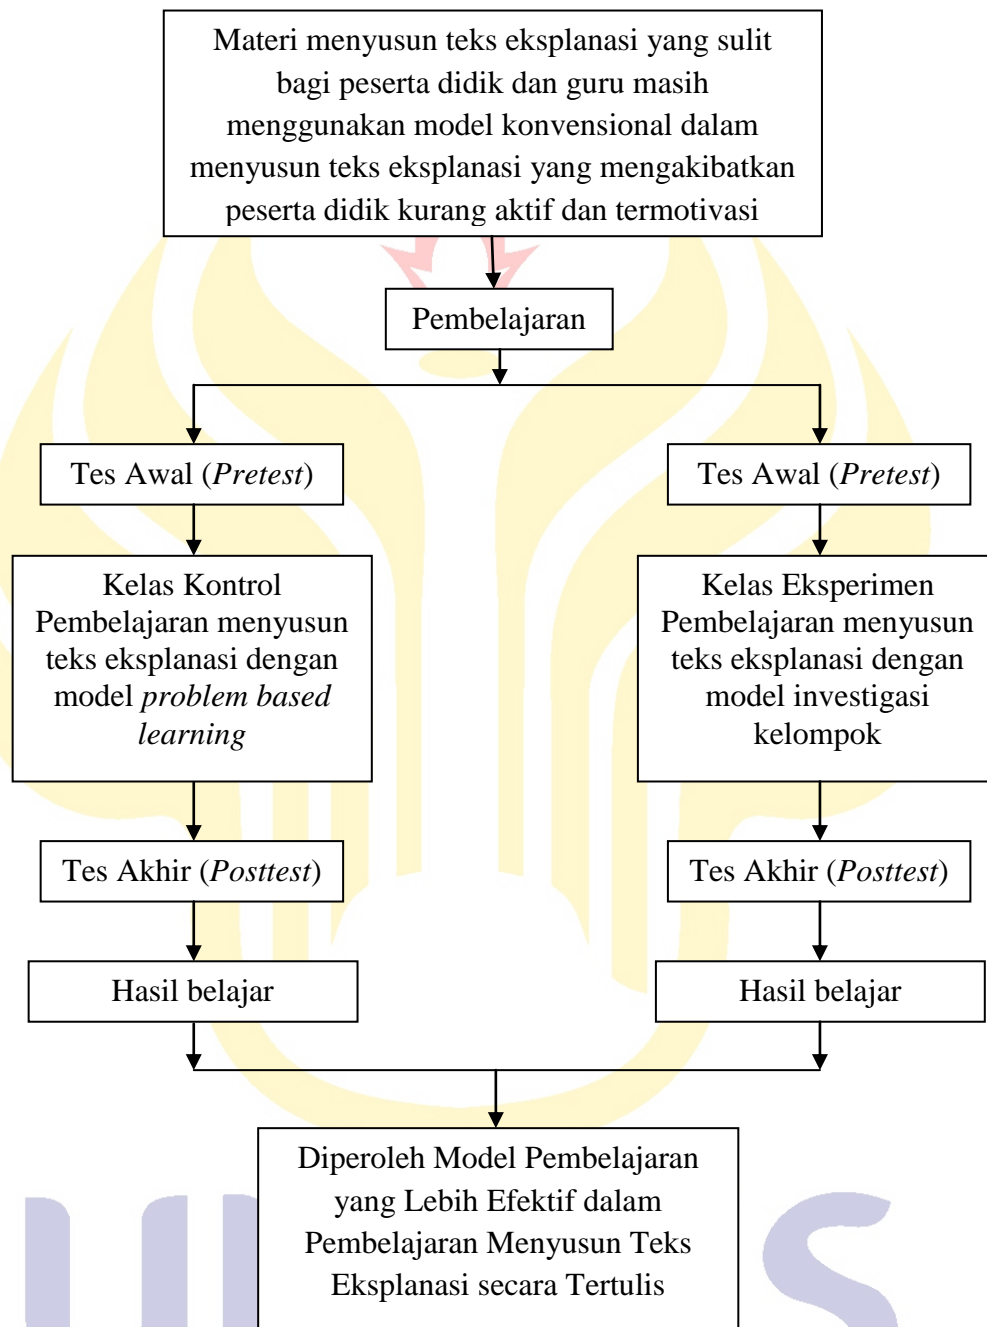 Materi menyusun teks eksplanasi yang sulit
bagi peserta didik dan guru masih
menggunakan model konvensional dalam
menyusun teks eksplanasi yang mengakibatkan
peserta didik kurang aktif dan termotivasi
Pembelajaran
Tes Awal (Pretest)
Tes Awal (Pretest)
Kelas Kontrol
Pembelajaran menyusun
teks eksplanasi dengan
model problem based
learning
Kelas Eksperimen
Pembelajaran menyusun
teks eksplanasi dengan
model investigasi
kelompok
Tes Akhir (Posttest)
Tes Akhir (Posttest)
Hasil belajar
Hasil belajar
Diperoleh Model Pembelajaran
yang Lebih Efektif dalam
Pembelajaran Menyusun Teks
Eksplanasi secara Tertulis